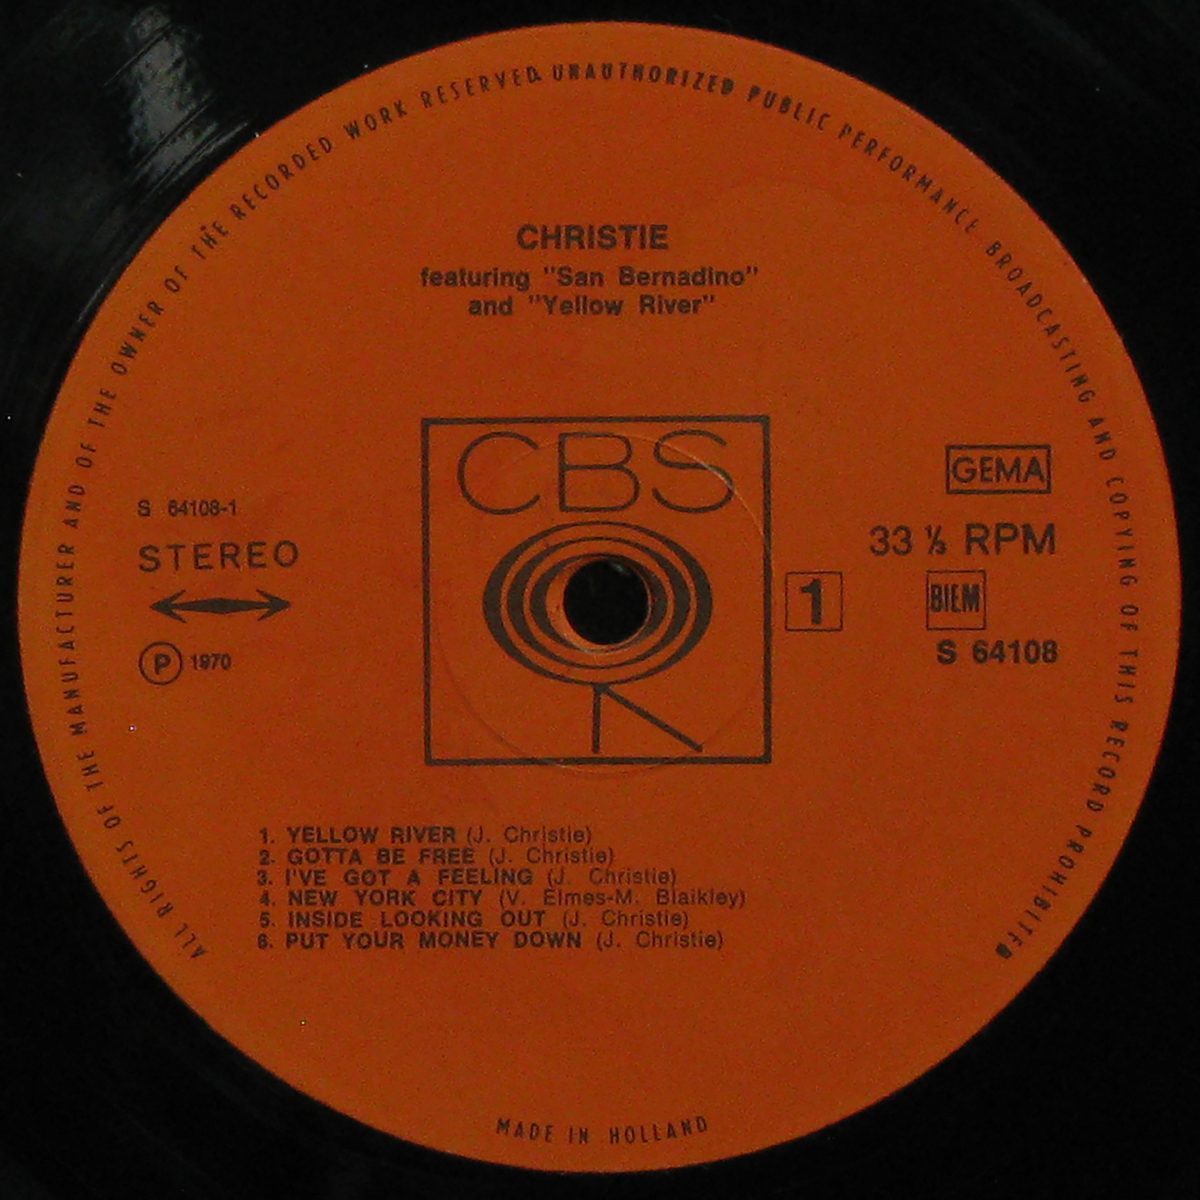 ALL RIGHTS OF THE MANUFACTURER AND OF THE OWNER OF THE RECORDED WORK RESERVED. UNAUTHORIZED PUBLIC PERFORMANCE BROADCASTING AND COPYING OF THIS RECORD PROHIBITED
CHRISTIE
featuring "San Bernadino"
and "Yellow River"
CBS
S 64108-1
STEREO
P 1970
1
GEMA
33 ⅓ RPM
BIEM
S 64108
1. YELLOW RIVER (J. Christie)
2. GOTTA BE FREE (J. Christie)
3. I'VE GOT A FEELING (J. Christie)
4. NEW YORK CITY (V. Elmes-M. Blaikley)
5. INSIDE LOOKING OUT (J. Christie)
6. PUT YOUR MONEY DOWN (J. Christie)
MADE IN HOLLAND